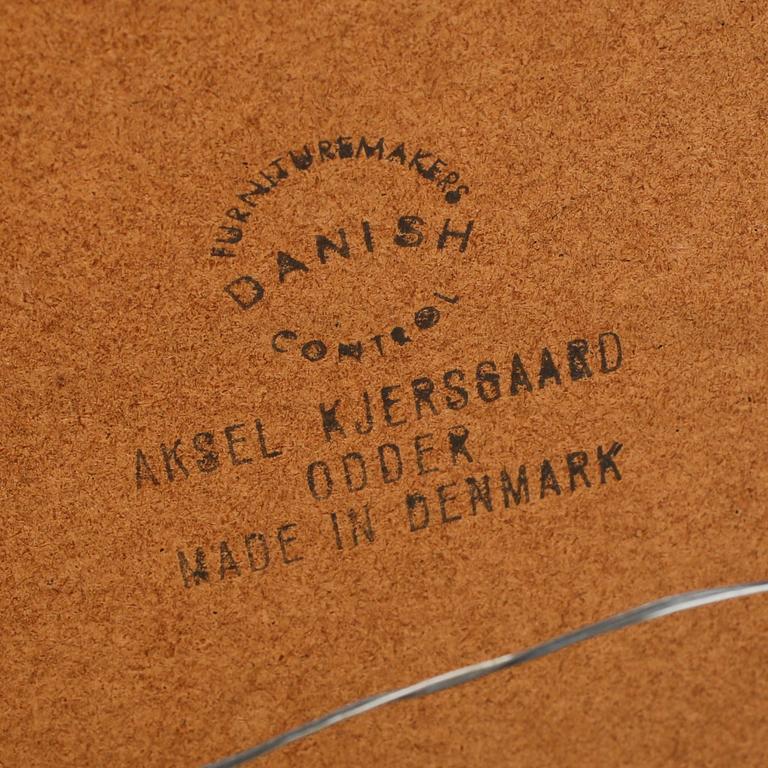 FURNITUREMAKERS
DANISH
CONTROL
AKSEL KJERSGAARD
ODDER
MADE IN DENMARK